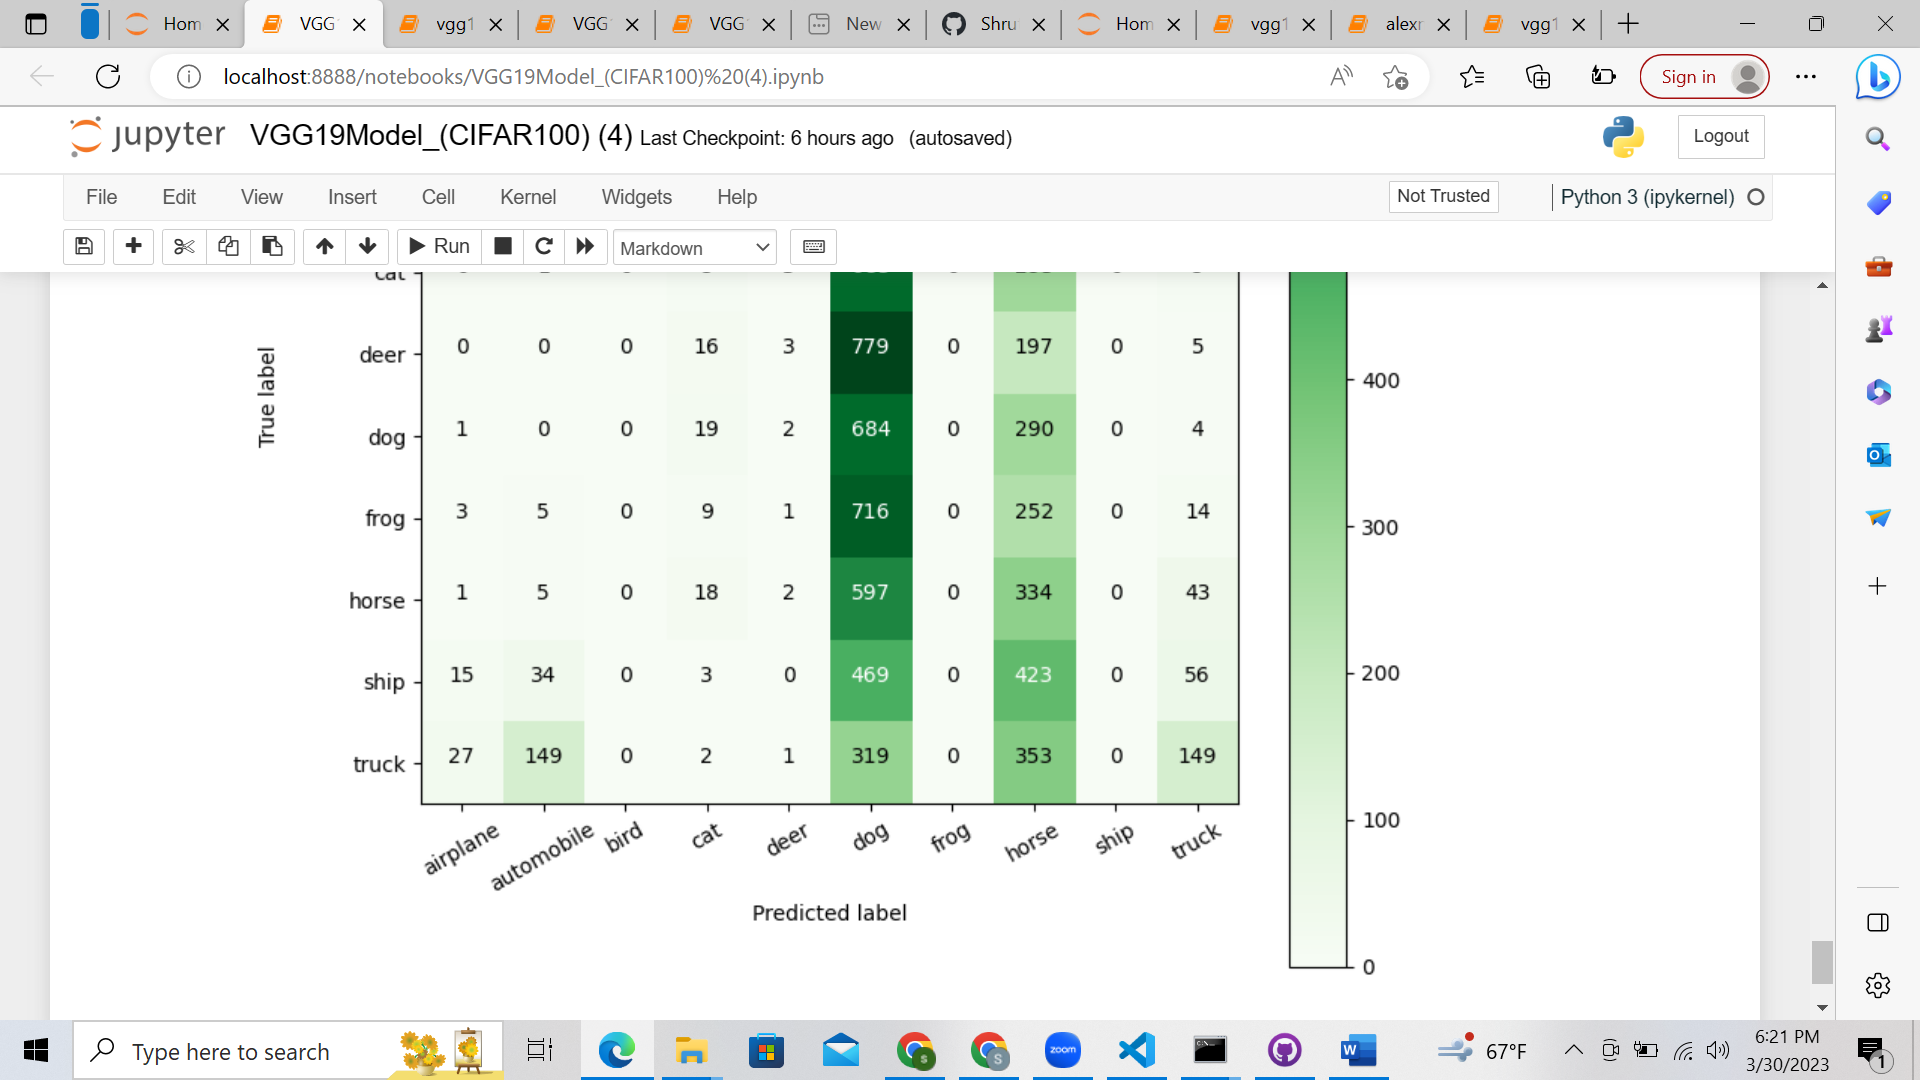 Hom VGG vgg1 VGG VGG New Shru Hom vgg1 alexr vgg1
localhost:8888/notebooks/VGG19Model_(CIFAR100)%20(4).ipynb
Sign in
jupyter VGG19Model_(CIFAR100) (4) Last Checkpoint: 6 hours ago (autosaved)
Logout
File Edit View Insert Cell Kernel Widgets Help
Not Trusted Python 3 (ipykernel)
Run Markdown
cat
deer 0 0 0 16 3 779 0 197 0 5
400
True label
dog 1 0 0 19 2 684 0 290 0 4
frog 3 5 0 9 1 716 0 252 0 14
300
horse 1 5 0 18 2 597 0 334 0 43
ship 15 34 0 3 0 469 0 423 0 56
200
truck 27 149 0 2 1 319 0 353 0 149
100
airplane automobile bird cat deer dog frog horse ship truck
Predicted label
0
Type here to search
zoom
67°F
6:21 PM
3/30/2023
1